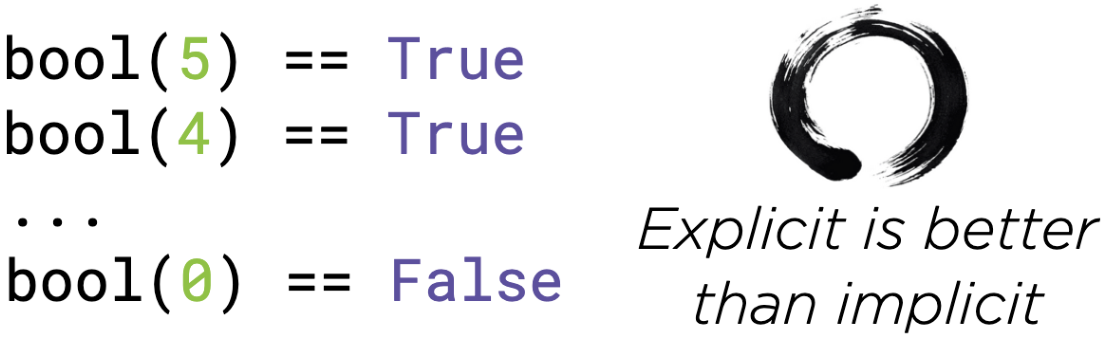 bool(5) == True
bool(4) == True
...
bool(0) == False
Explicit is better
than implicit